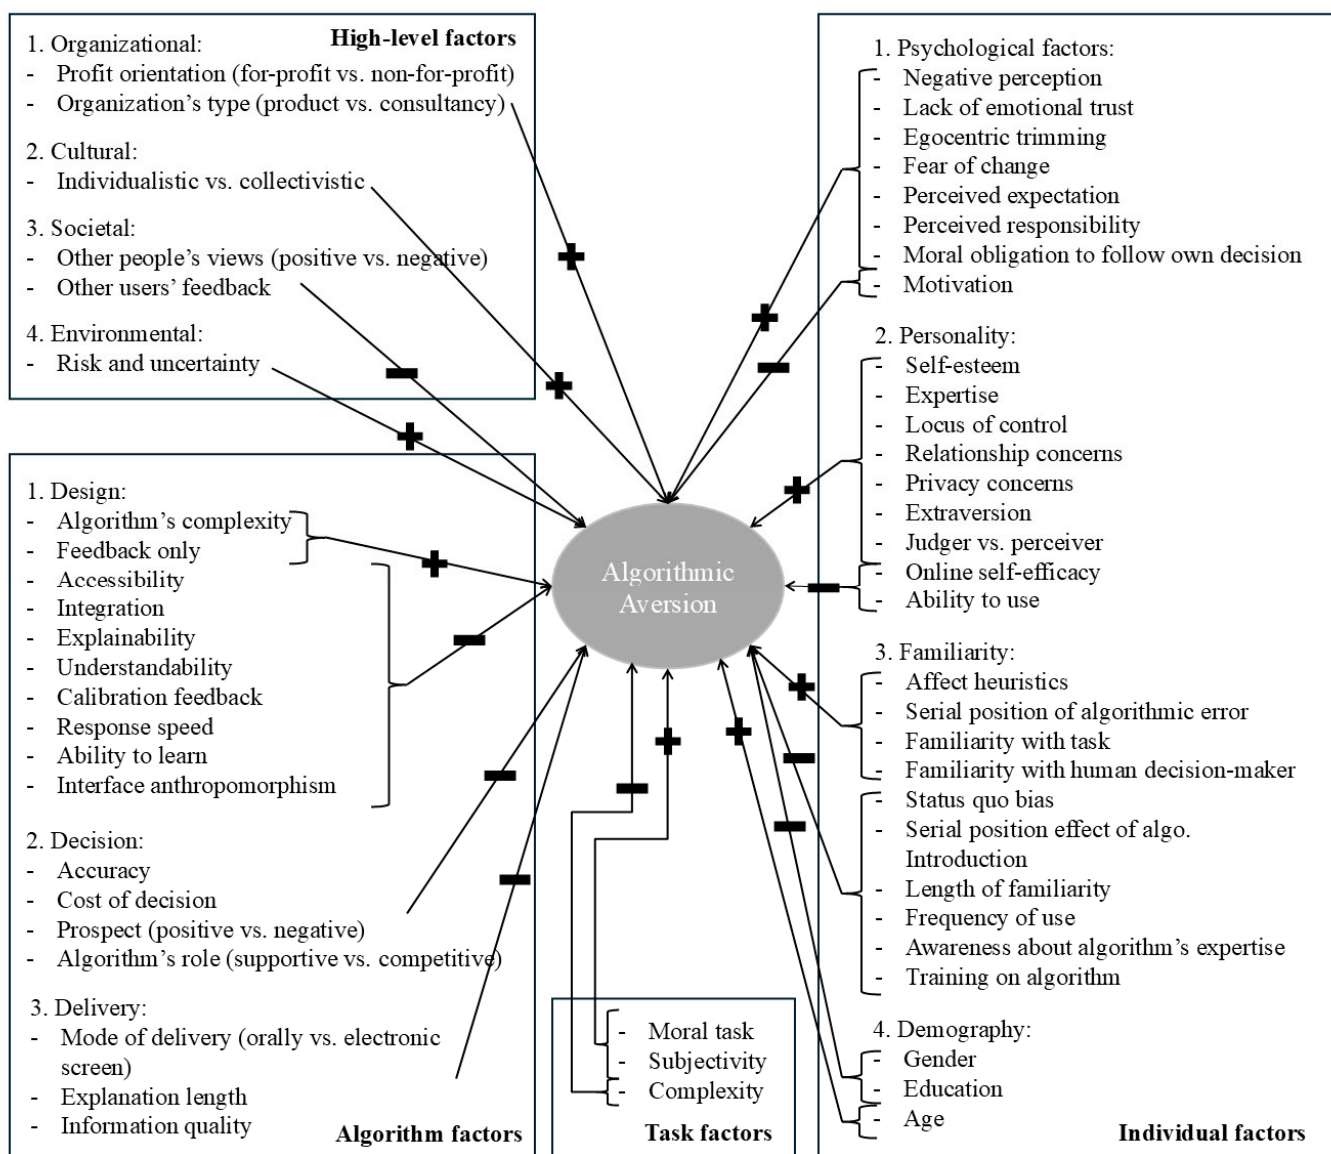 High-level factors
1. Organizational:
- Profit orientation (for-profit vs. non-for-profit)
- Organization's type (product vs. consultancy)
2. Cultural:
- Individualistic vs. collectivistic
3. Societal:
- Other people's views (positive vs. negative)
- Other users' feedback
4. Environmental:
- Risk and uncertainty
1. Design:
- Algorithm's complexity
- Feedback only
- Accessibility
- Integration
- Explainability
- Understandability
- Calibration feedback
- Response speed
- Ability to learn
- Interface anthropomorphism
2. Decision:
- Accuracy
- Cost of decision
- Prospect (positive vs. negative)
- Algorithm's role (supportive vs. competitive)
3. Delivery:
- Mode of delivery (orally vs. electronic
screen)
- Explanation length
- Information quality
Algorithm factors
Algorithmic
Aversion
- Moral task
- Subjectivity
- Complexity
Task factors
1. Psychological factors:
- Negative perception
- Lack of emotional trust
- Egocentric trimming
- Fear of change
- Perceived expectation
- Perceived responsibility
- Moral obligation to follow own decision
- Motivation
2. Personality:
- Self-esteem
- Expertise
- Locus of control
- Relationship concerns
- Privacy concerns
- Extraversion
- Judger vs. perceiver
- Online self-efficacy
- Ability to use
3. Familiarity:
- Affect heuristics
- Serial position of algorithmic error
- Familiarity with task
- Familiarity with human decision-maker
- Status quo bias
- Serial position effect of algo.
Introduction
- Length of familiarity
- Frequency of use
- Awareness about algorithm's expertise
- Training on algorithm
4. Demography:
- Gender
- Education
- Age
Individual factors